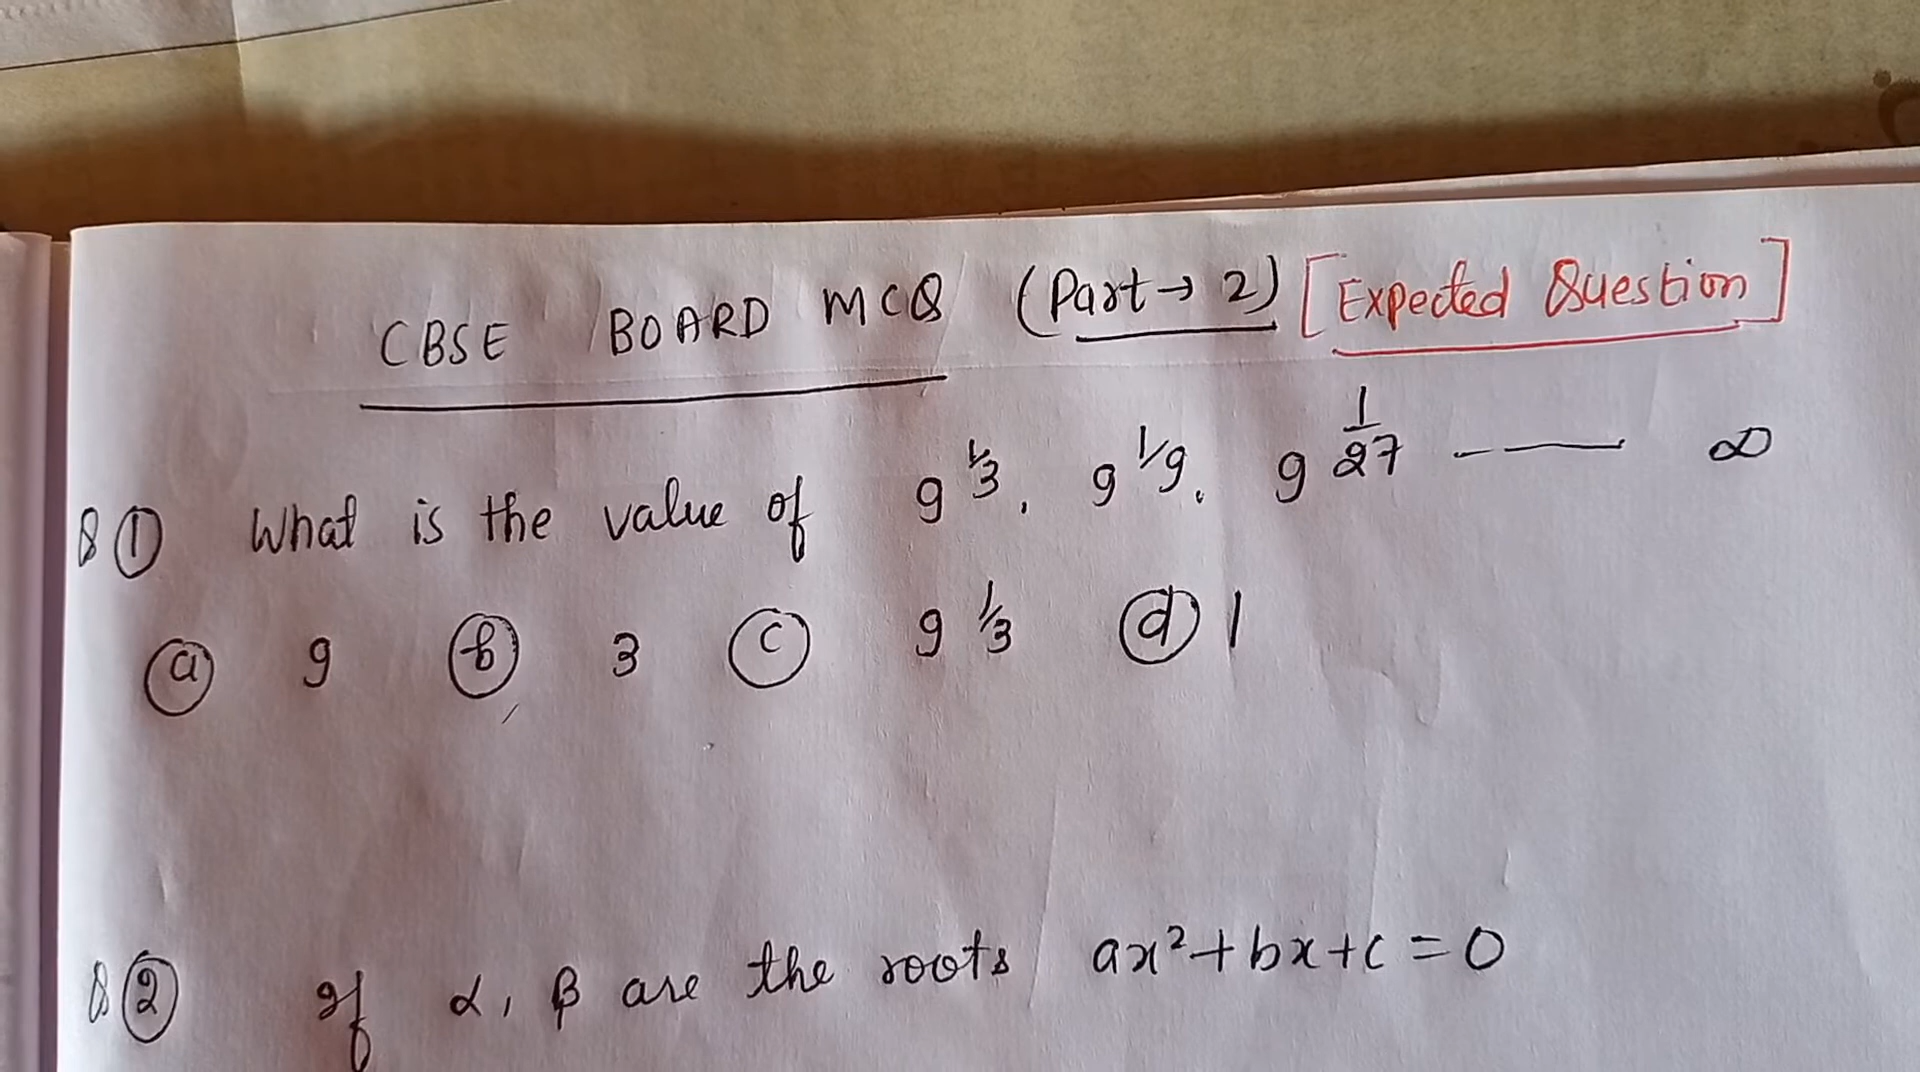 CBSE BOARD MCQ (Part → 2) [Expected Question]
Q ① What is the value of 9^1/3. 9^1/9. 9^1/27 —— ∞
ⓐ 9 ⓑ 3 ⓒ 9^1/3 ⓓ 1
Q ② If α, β are the roots ax²+bx+c=0